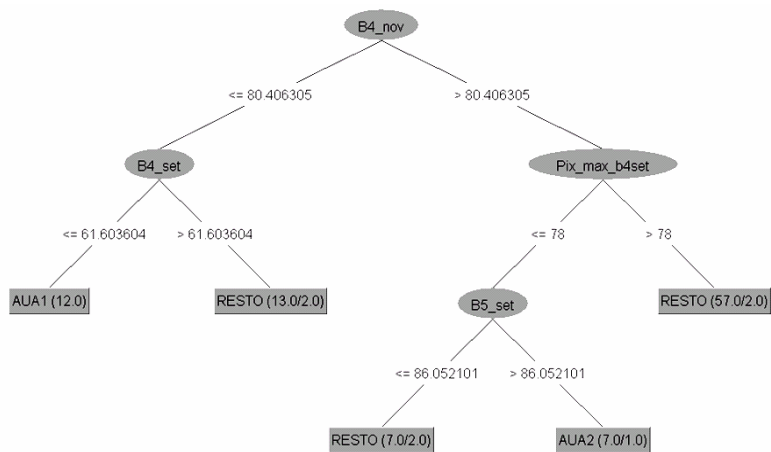 B4_nov
<= 80.406305
> 80.406305
B4_set
Pix_max_b4set
<= 61.603604
> 61.603604
<= 78
> 78
AUA1 (12.0)
RESTO (13.0/2.0)
B5_set
RESTO (57.0/2.0)
<= 86.052101
> 86.052101
RESTO (7.0/2.0)
AUA2 (7.0/1.0)